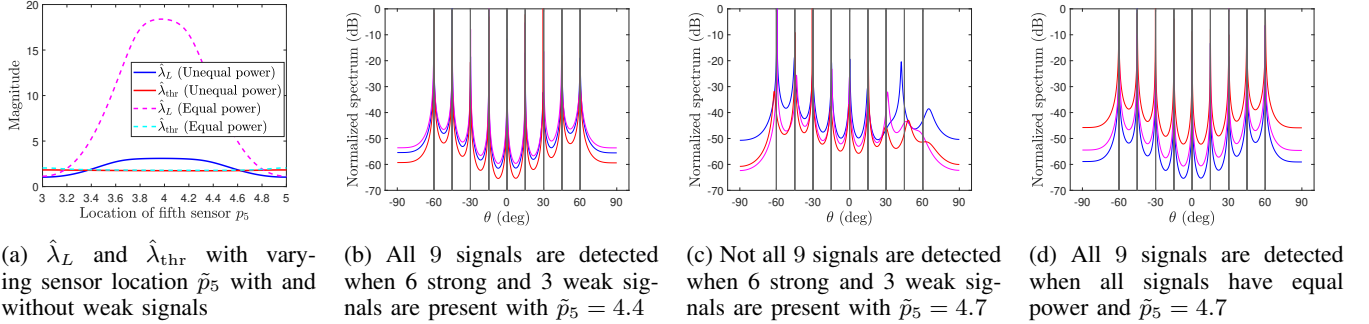 20
15
10
5
0
Magnitude
λ̂_L (Unequal power)
λ̂_thr (Unequal power)
λ̂_L (Equal power)
λ̂_thr (Equal power)
3 3.2 3.4 3.6 3.8 4 4.2 4.4 4.6 4.8 5
Location of fifth sensor p_5
0
-10
-20
-30
-40
-50
-60
-70
Normalized spectrum (dB)
-90 -60 -30 0 30 60 90
θ (deg)
0
-10
-20
-30
-40
-50
-60
-70
Normalized spectrum (dB)
-90 -60 -30 0 30 60 90
θ (deg)
0
-10
-20
-30
-40
-50
-60
-70
Normalized spectrum (dB)
-90 -60 -30 0 30 60 90
θ (deg)
(a) λ̂_L and λ̂_thr with vary-
ing sensor location p̃_5 with and
without weak signals
(b) All 9 signals are detected
when 6 strong and 3 weak sig-
nals are present with p̃_5 = 4.4
(c) Not all 9 signals are detected
when 6 strong and 3 weak sig-
nals are present with p̃_5 = 4.7
(d) All 9 signals are detected
when all signals have equal
power and p̃_5 = 4.7